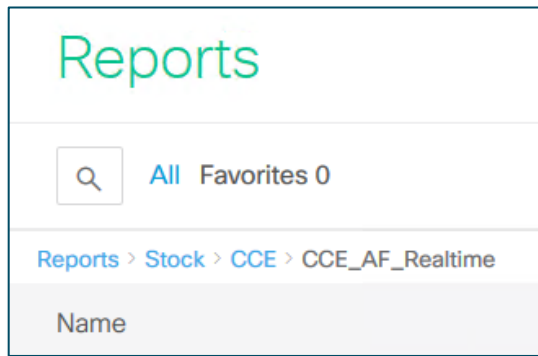 Reports
All Favorites 0
Reports > Stock > CCE > CCE_AF_Realtime
Name